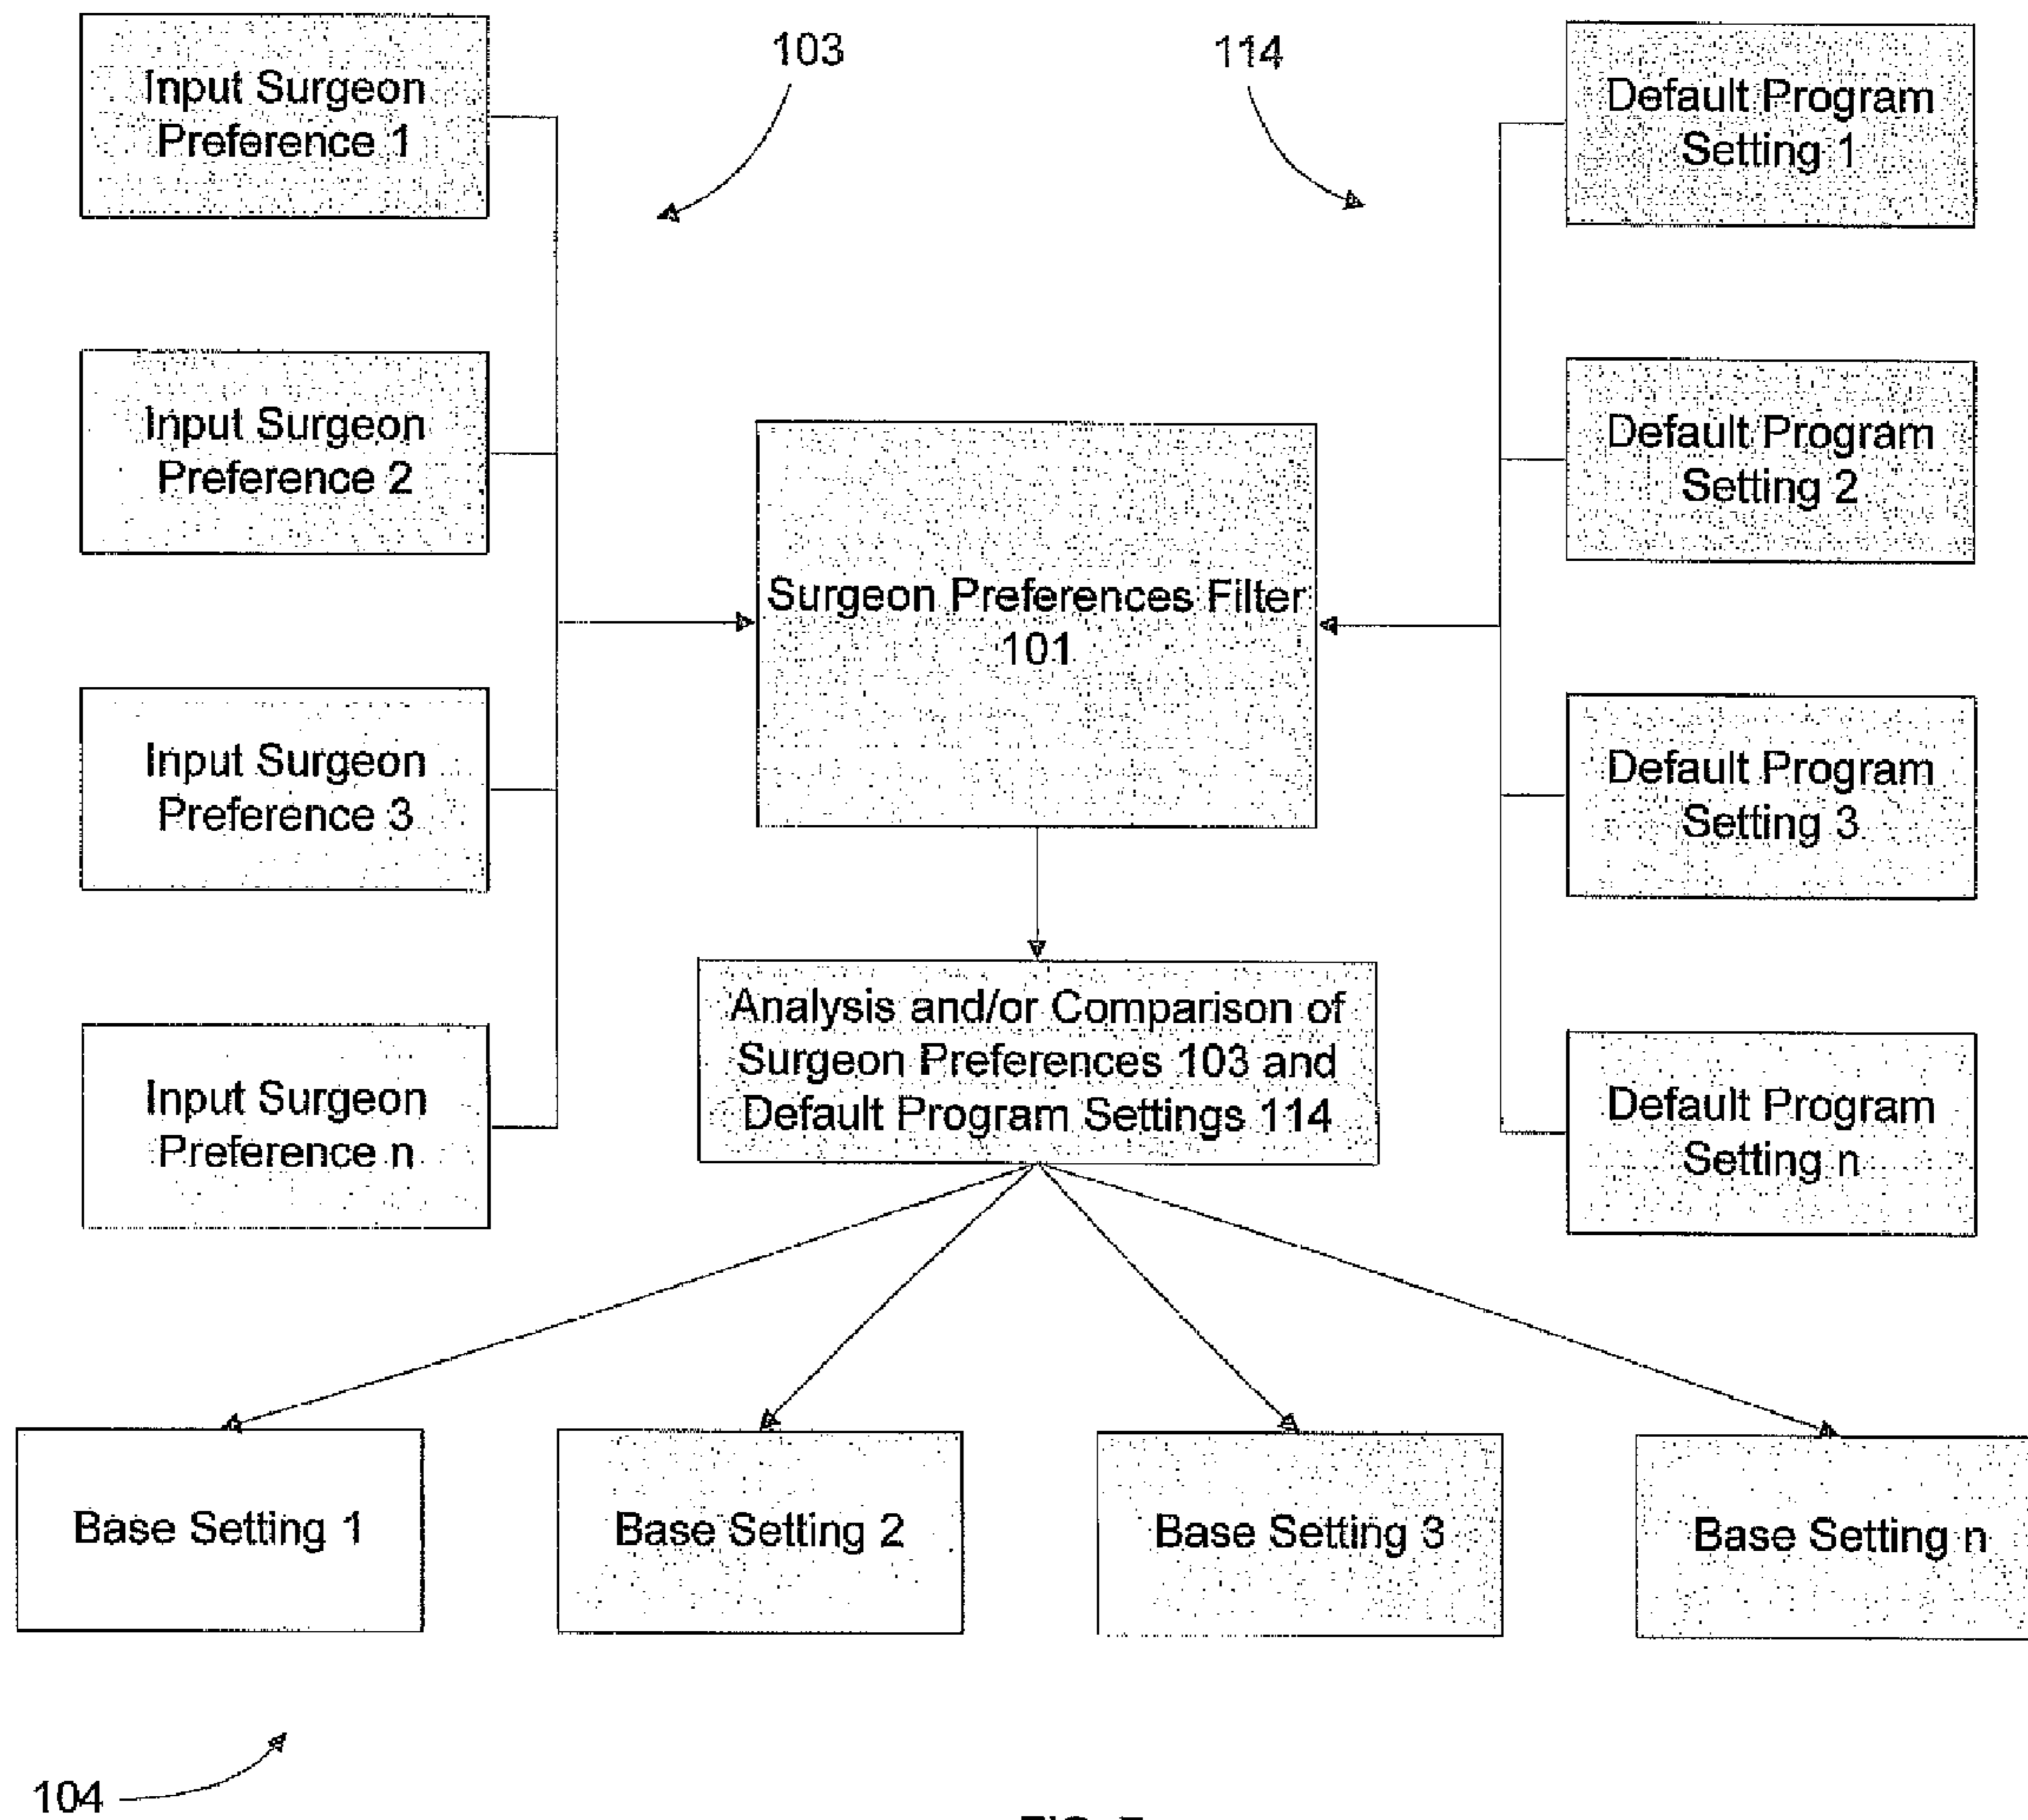 103
114
Input Surgeon
Preference 1
Default Program
Setting 1
Input Surgeon
Preference 2
Default Program
Setting 2
Surgeon Preferences Filter
101
Input Surgeon
Preference 3
Default Program
Setting 3
Analysis and/or Comparison of
Surgeon Preferences 103 and
Default Program Settings 114
Input Surgeon
Preference n
Default Program
Setting n
Base Setting 1
Base Setting 2
Base Setting 3
Base Setting n
104